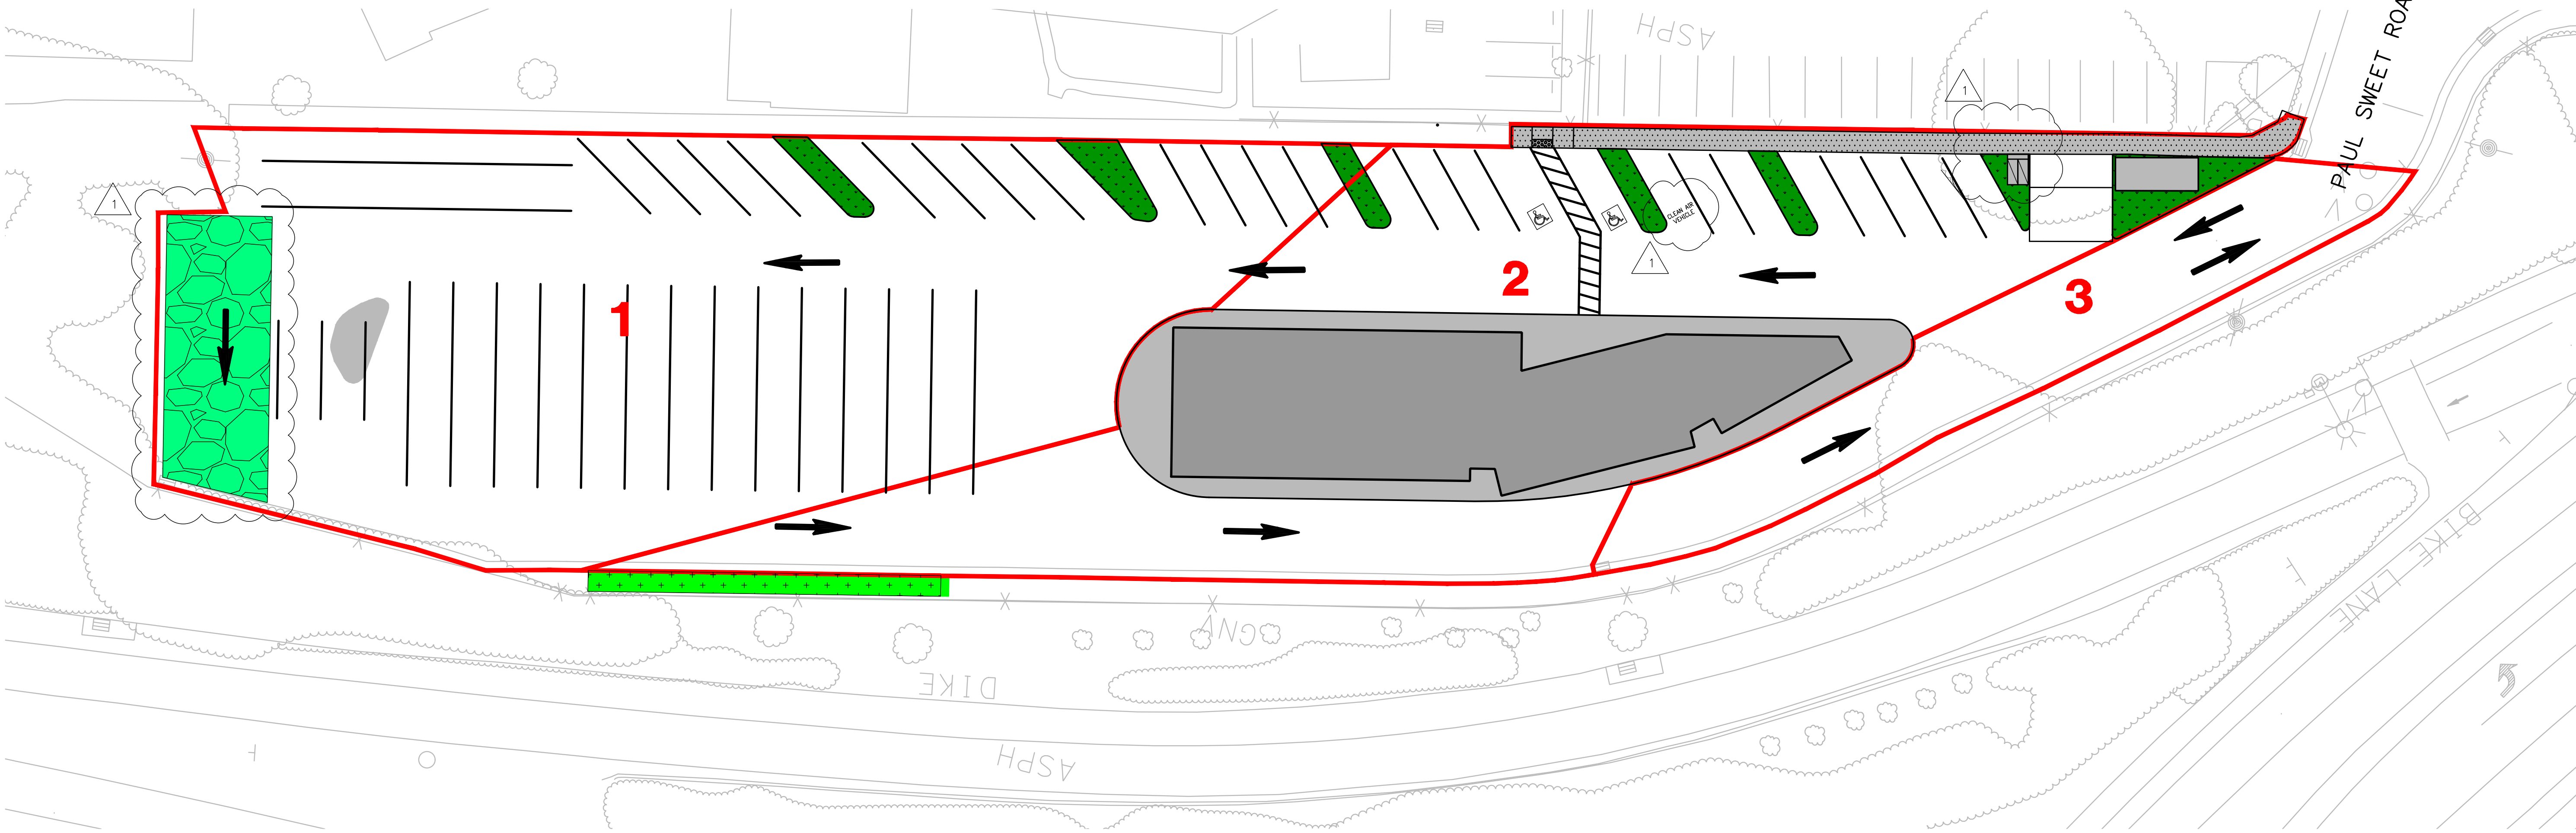 ASPH
PAUL SWEET ROA
1
1
CLEAN AIR
VEHICLE
1
1
2
3
BIKE LANE
DIKE
ASPH